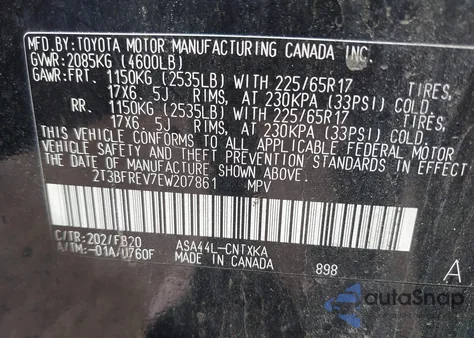 MFD.BY: TOYOTA MOTOR MANUFACTURING CANADA INC.
GVWR: 2085KG (4600LB)
GAWR: FRT. 1150KG (2535LB) WITH 225/65R17 TIRES,
17X6. 5J RIMS, AT 230KPA (33PSI) COLD.
RR. 1150KG (2535LB) WITH 225/65R17 TIRES,
17X6. 5J RIMS, AT 230KPA (33PSI) COLD.
THIS VEHICLE CONFORMS TO ALL APPLICABLE FEDERAL MOTOR
VEHICLE SAFETY AND THEFT PREVENTION STANDARDS IN EFFECT
ON THE DATE OF MANUFACTURE SHOWN ABOVE.
2T3BFREV7EW207861 MPV
C/TR:202/FB20 ASA44L-CNTXKA
A/TM:-01A/U760F MADE IN CANADA 898 A
autoSnap